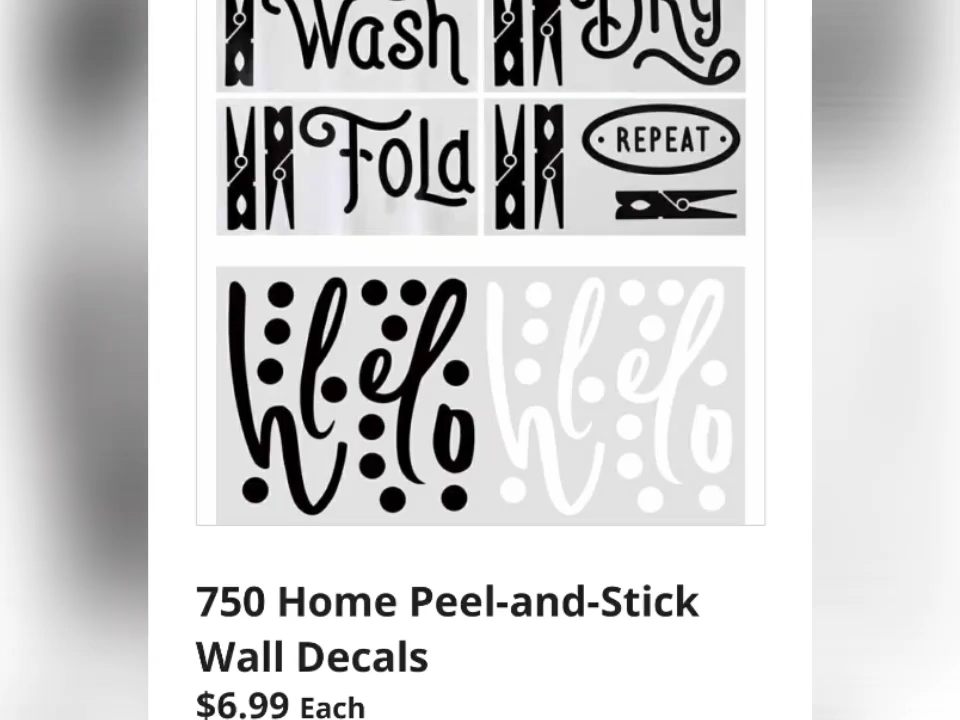 Wash Dry
Fold REPEAT
hello hello
750 Home Peel-and-Stick
Wall Decals
$6.99 Each